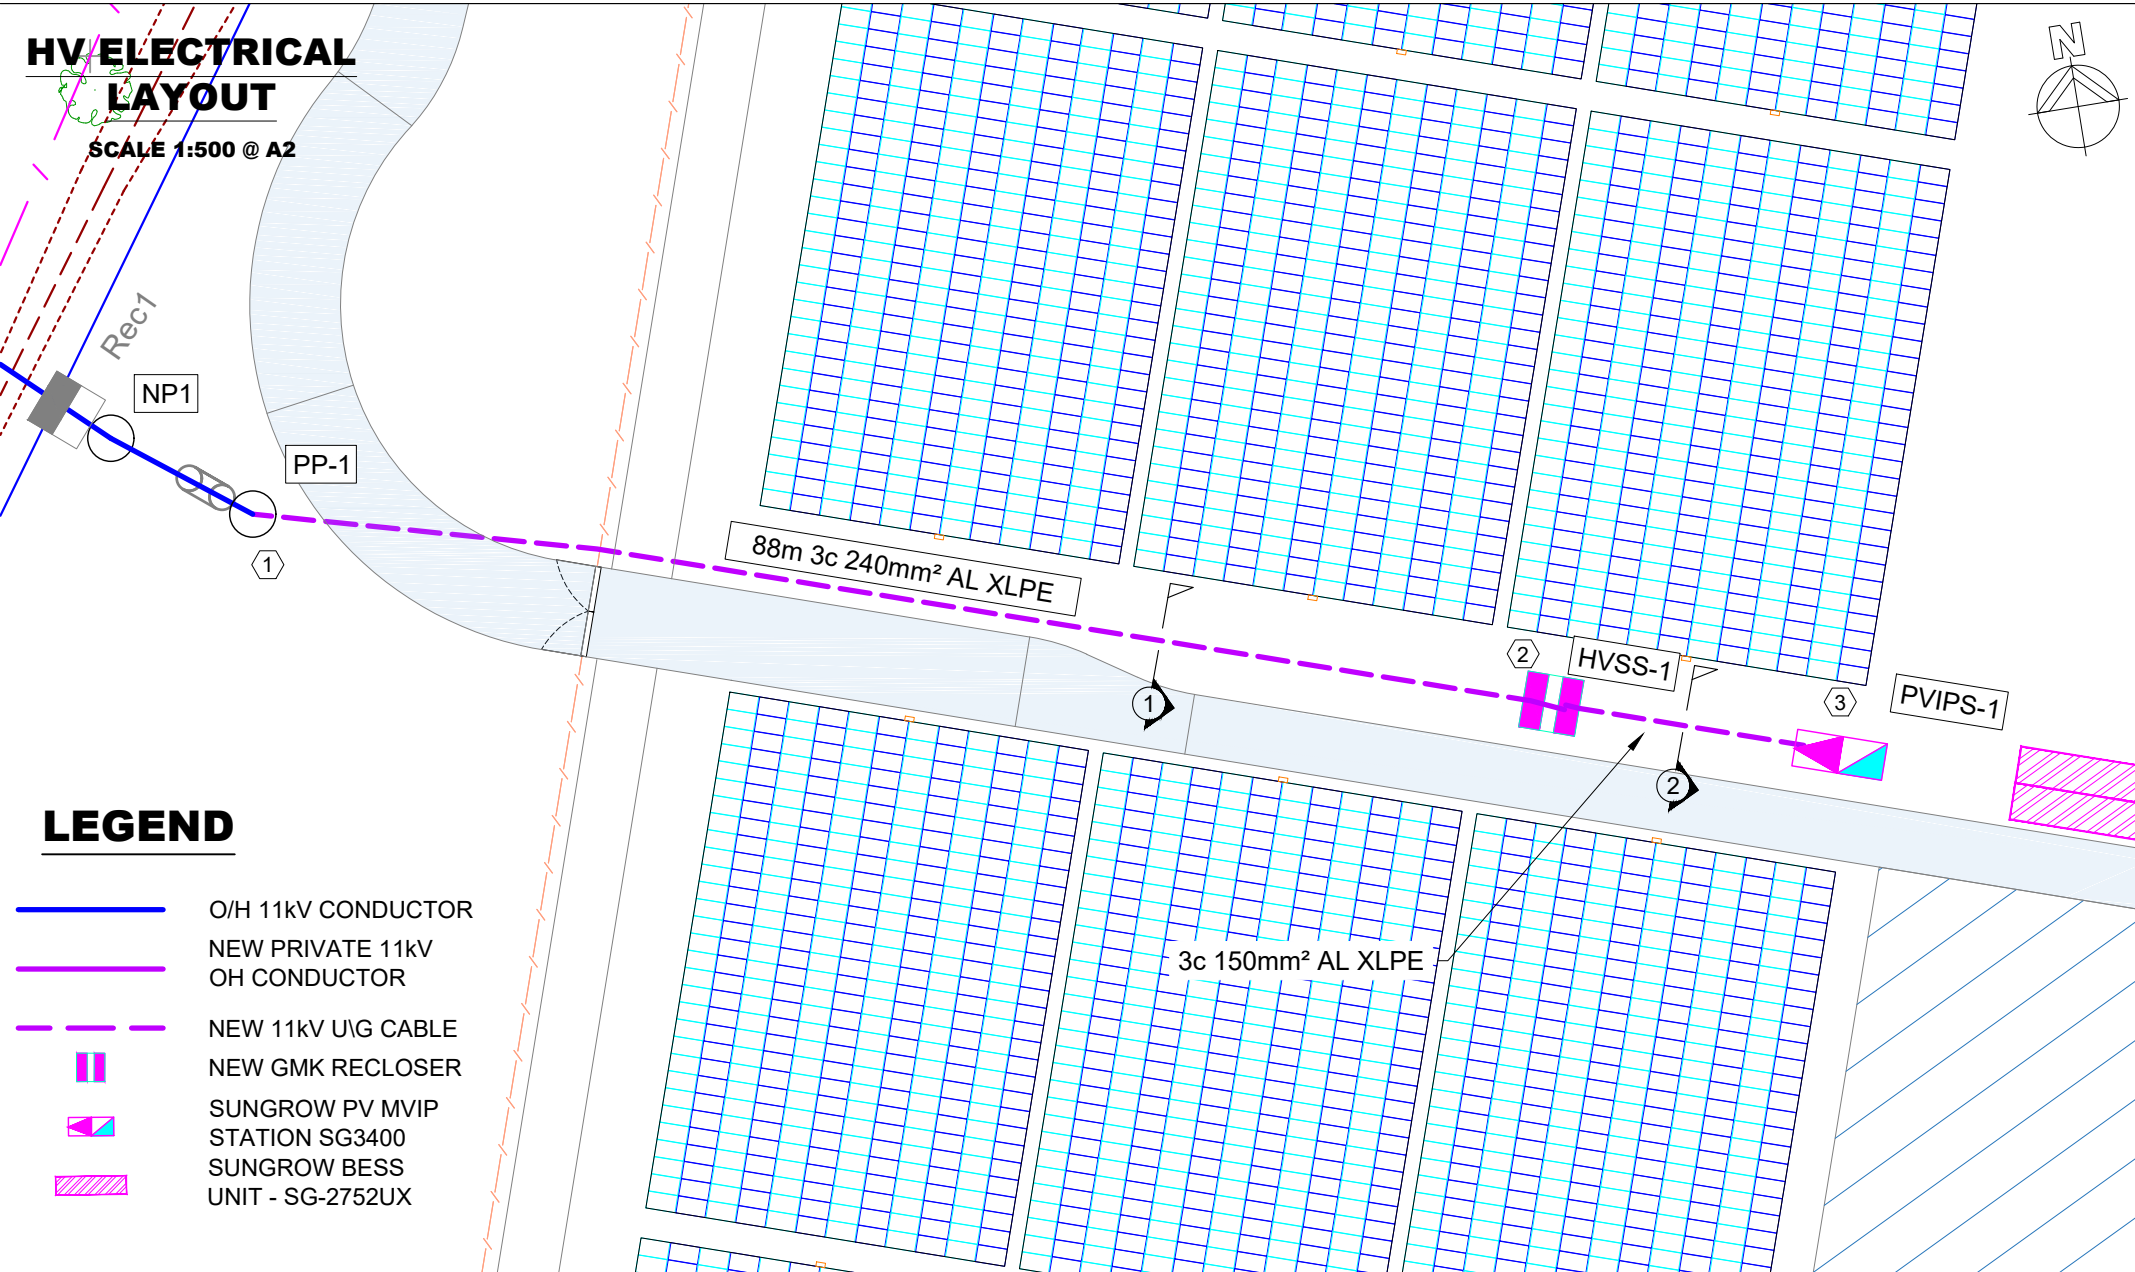 HV ELECTRICAL
LAYOUT
SCALE 1:500 @ A2
N
Rec1
NP1
PP-1
1
88m 3c 240mm² AL XLPE
1
2
HVSS-1
3
PVIPS-1
2
3c 150mm² AL XLPE
LEGEND
O/H 11kV CONDUCTOR
NEW PRIVATE 11kV
OH CONDUCTOR
NEW 11kV U\G CABLE
NEW GMK RECLOSER
SUNGROW PV MVIP
STATION SG3400
SUNGROW BESS
UNIT - SG-2752UX